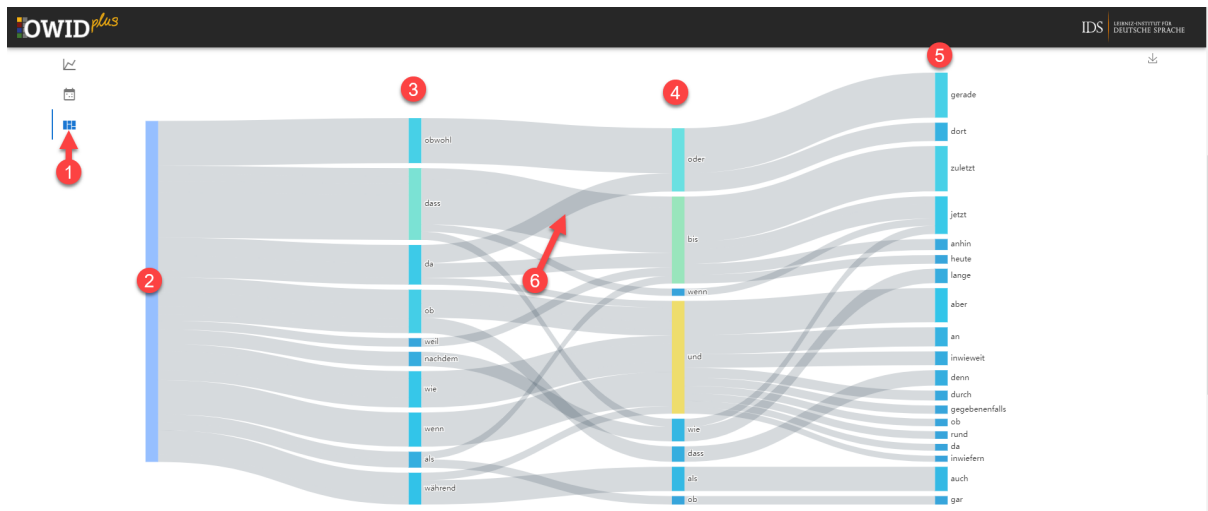 OWIDplus
IDS LEIBNIZ-INSTITUT FÜR
DEUTSCHE SPRACHE
1
2
3
obwohl
dass
da
ob
weil
nachdem
wie
wenn
als
während
4
oder
bis
wenn
und
wie
dass
als
ob
6
5
gerade
dort
zuletzt
jetzt
anhin
heute
lange
aber
an
inwieweit
denn
durch
gegebenenfalls
ob
rund
da
inwiefern
auch
gar